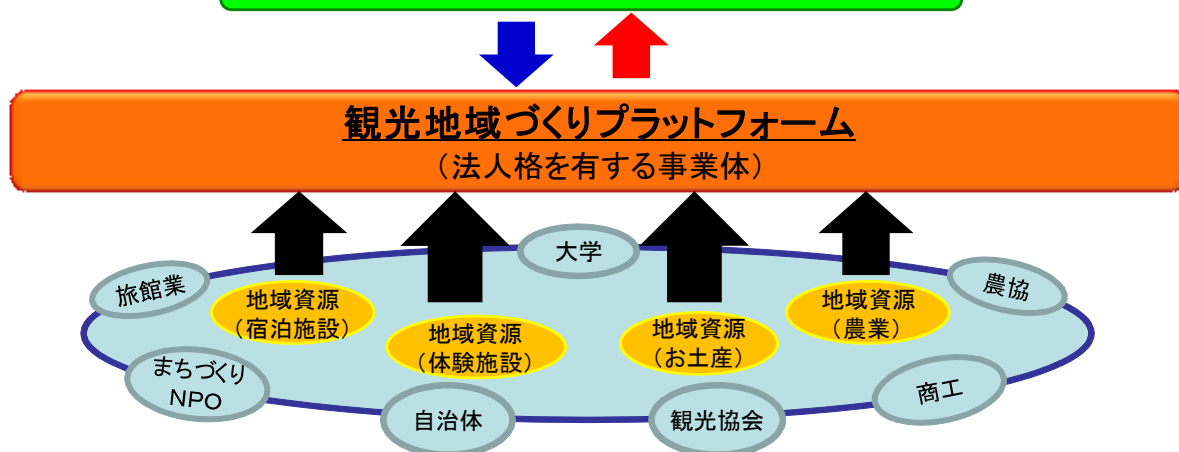 観光地域づくりプラットフォーム
（法人格を有する事業体）
大学
旅館業
農協
地域資源
（宿泊施設）
地域資源
（農業）
地域資源
（体験施設）
地域資源
（お土産）
まちづくり
NPO
商工
自治体
観光協会